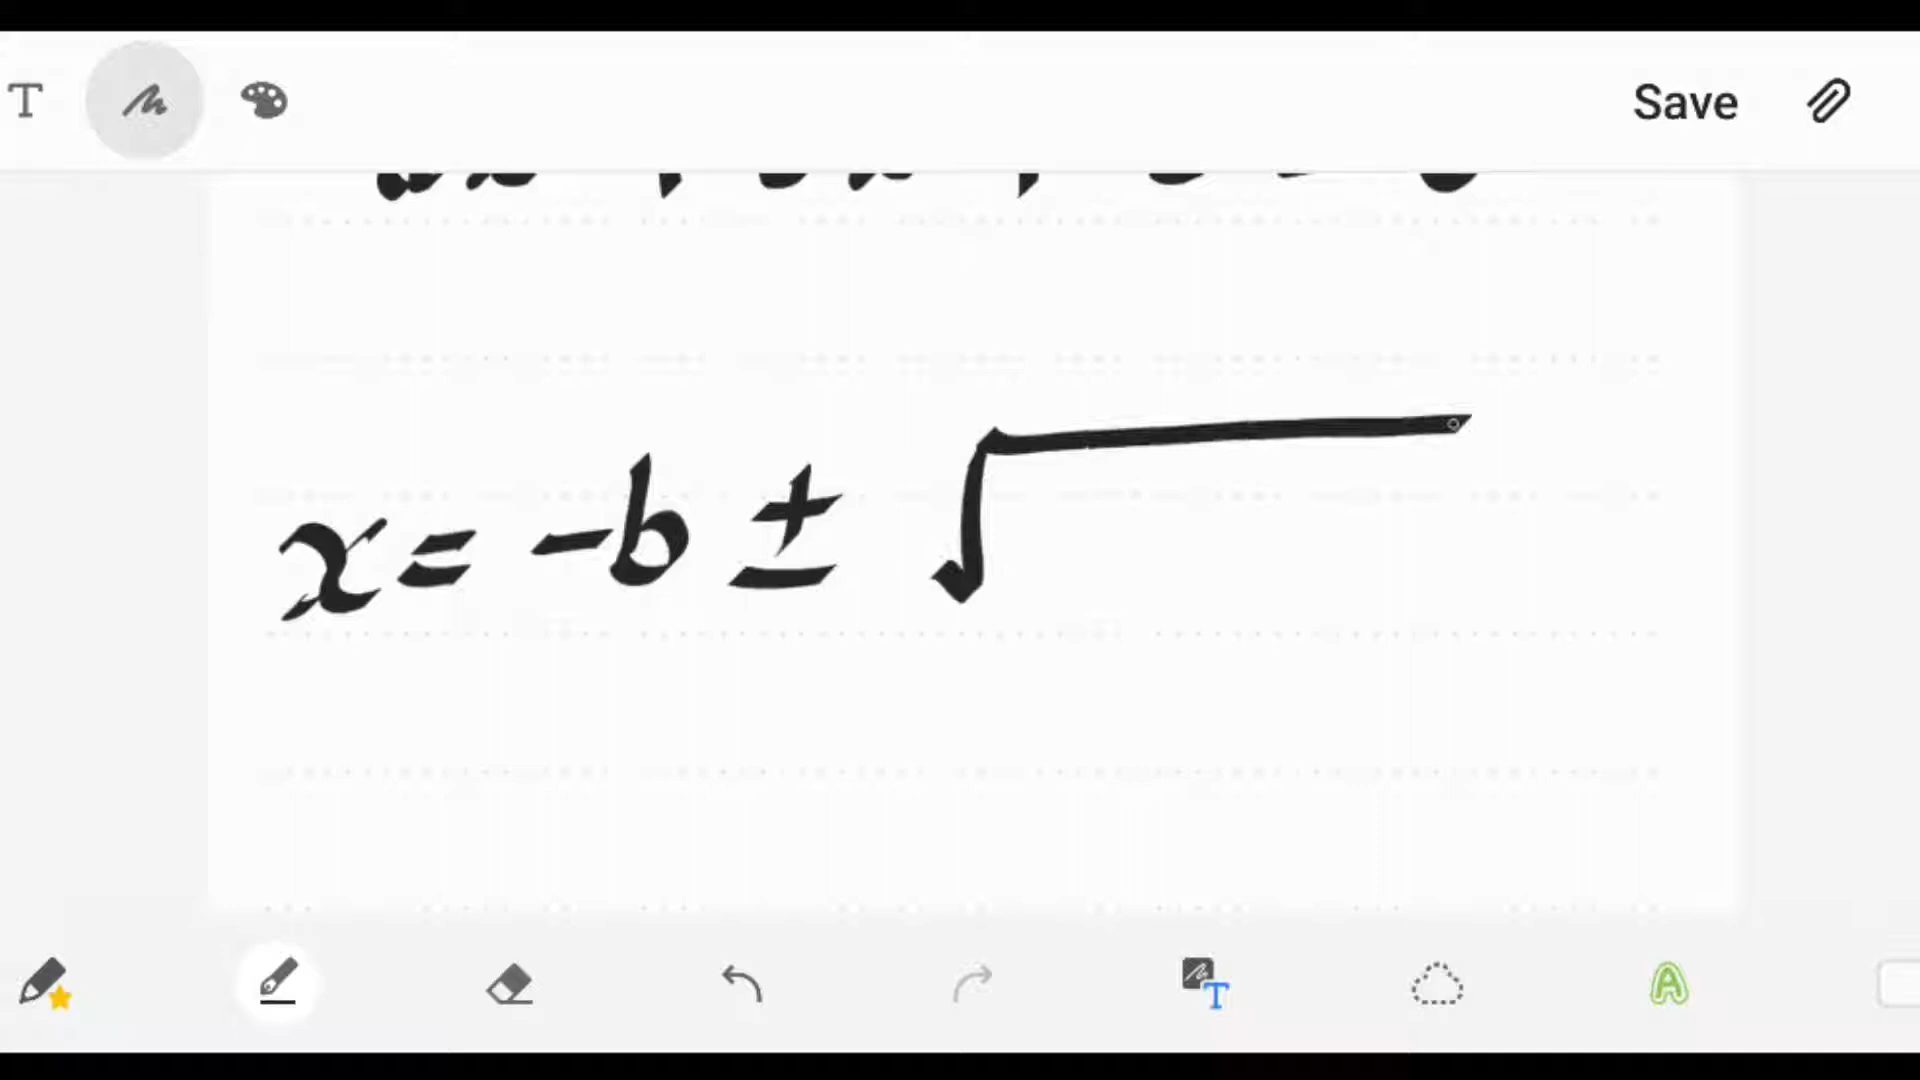 T Save
x = -b ± √
T A